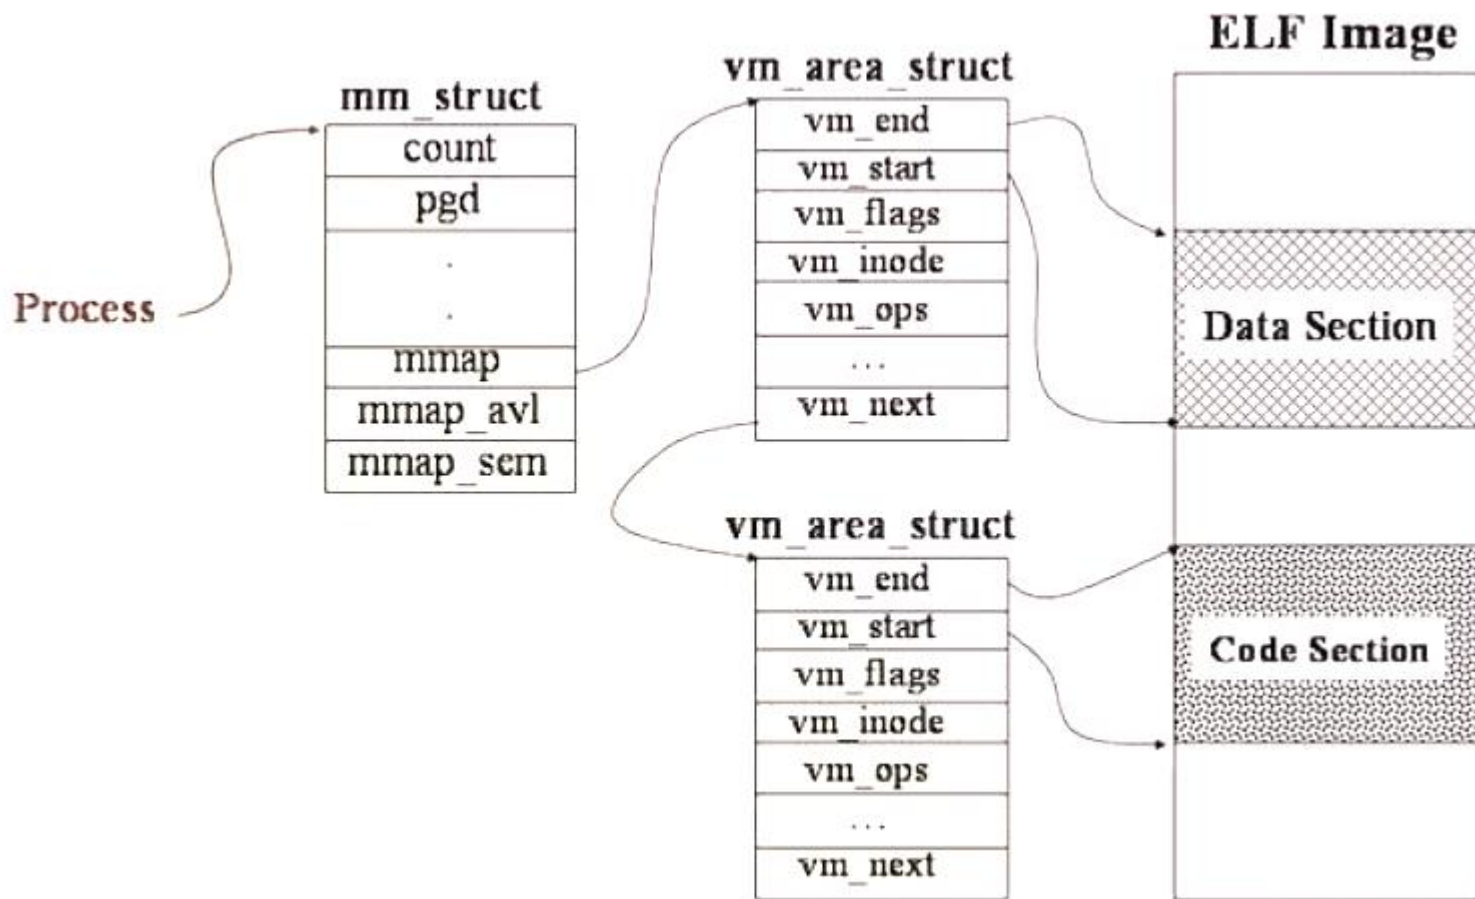 ELF Image
vm_area_struct
mm_struct
vm_end
count
vm_start
pgd
vm_flags
.
vm_inode
Process
.
vm_ops
Data Section
mmap
...
mmap_avl
vm_next
mmap_sem
vm_area_struct
vm_end
vm_start
Code Section
vm_flags
vm_inode
vm_ops
...
vm_next